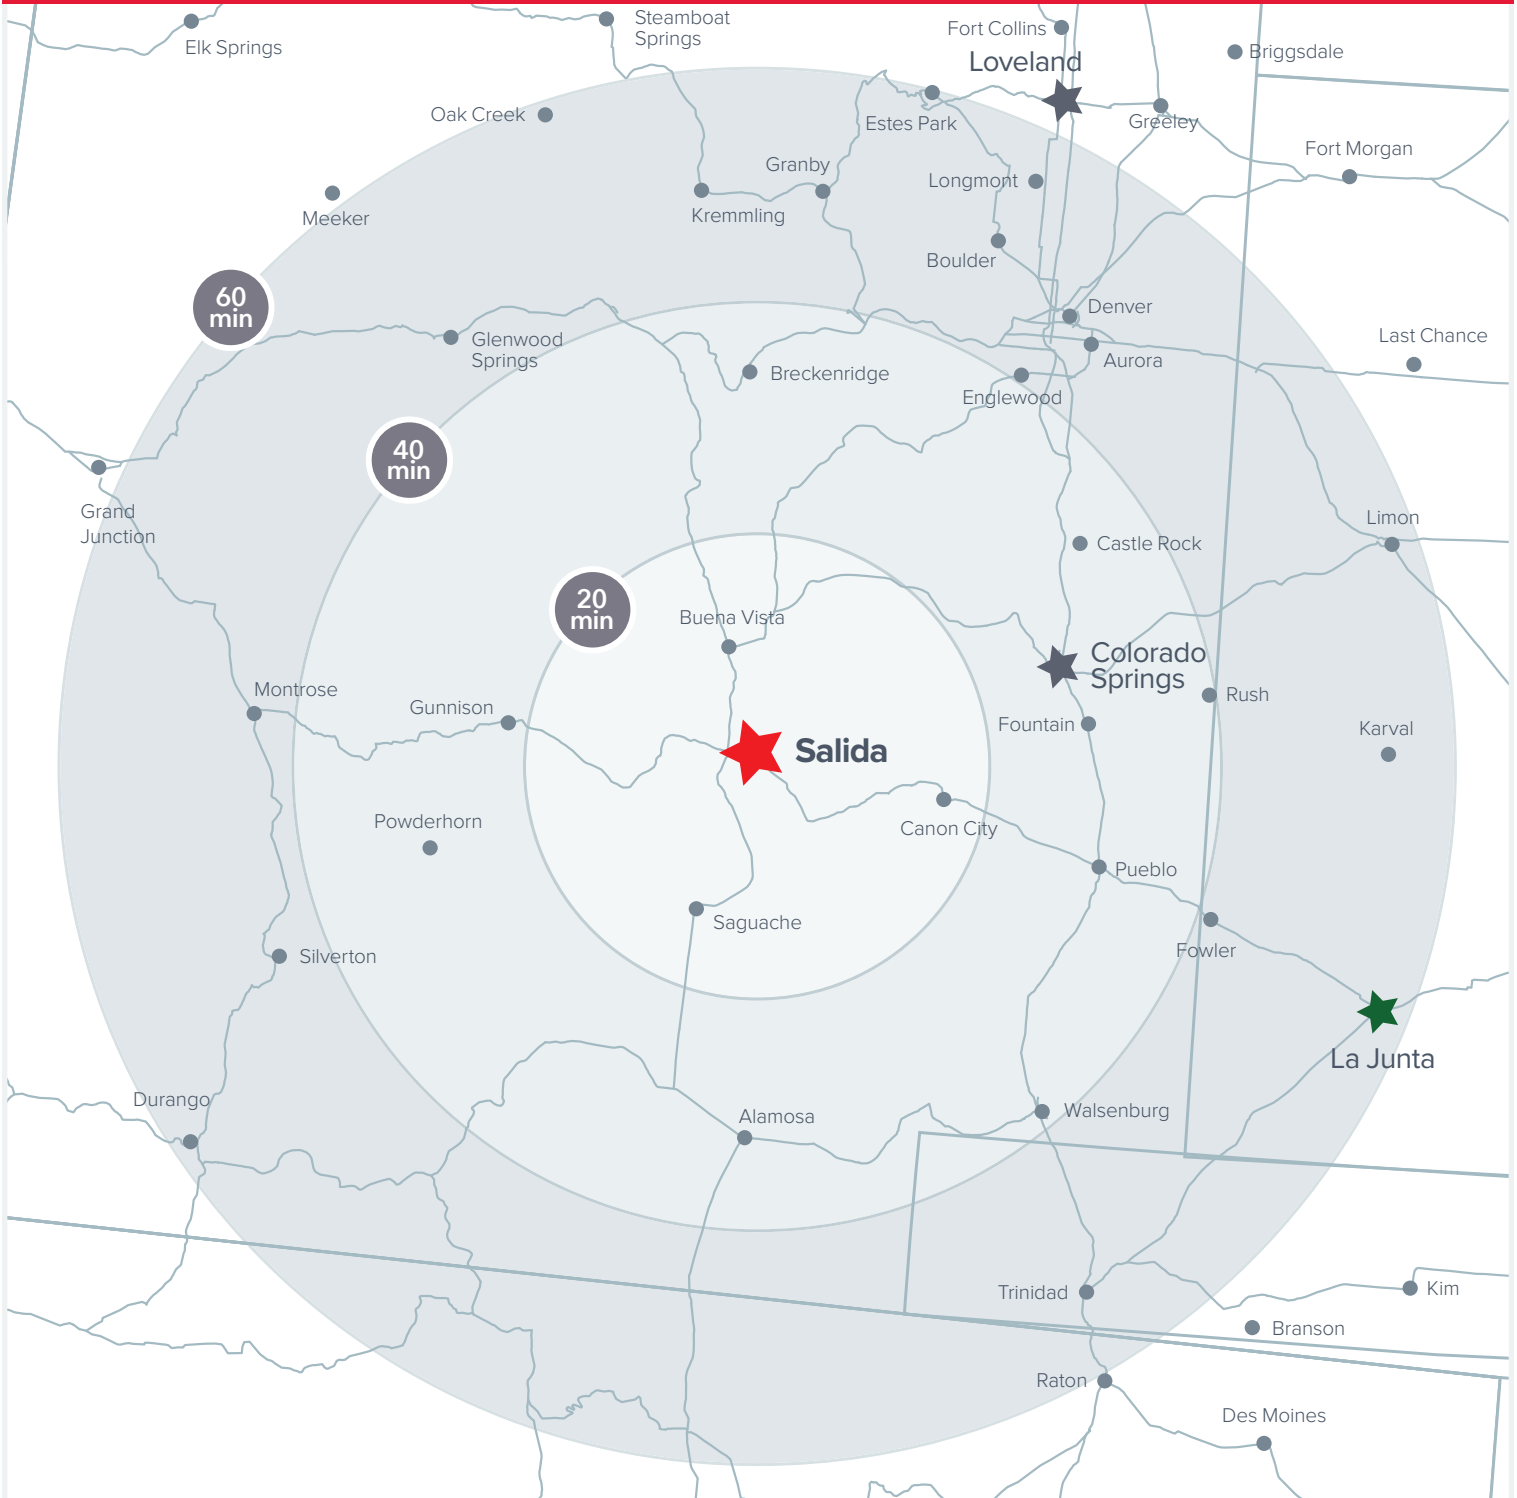 Steamboat
Springs
Elk Springs
Fort Collins
Loveland
Briggsdale
Oak Creek
Estes Park
Greeley
Fort Morgan
Granby
Longmont
Meeker
Kremmling
Boulder
60
min
Denver
Glenwood
Springs
Last Chance
Breckenridge
Aurora
Englewood
40
min
Grand
Junction
Limon
Castle Rock
20
min
Buena Vista
Colorado
Springs
Montrose
Gunnison
Rush
Fountain
Karval
Salida
Powderhorn
Canon City
Pueblo
Saguache
Fowler
Silverton
La Junta
Durango
Alamosa
Walsenburg
Trinidad
Kim
Branson
Raton
Des Moines